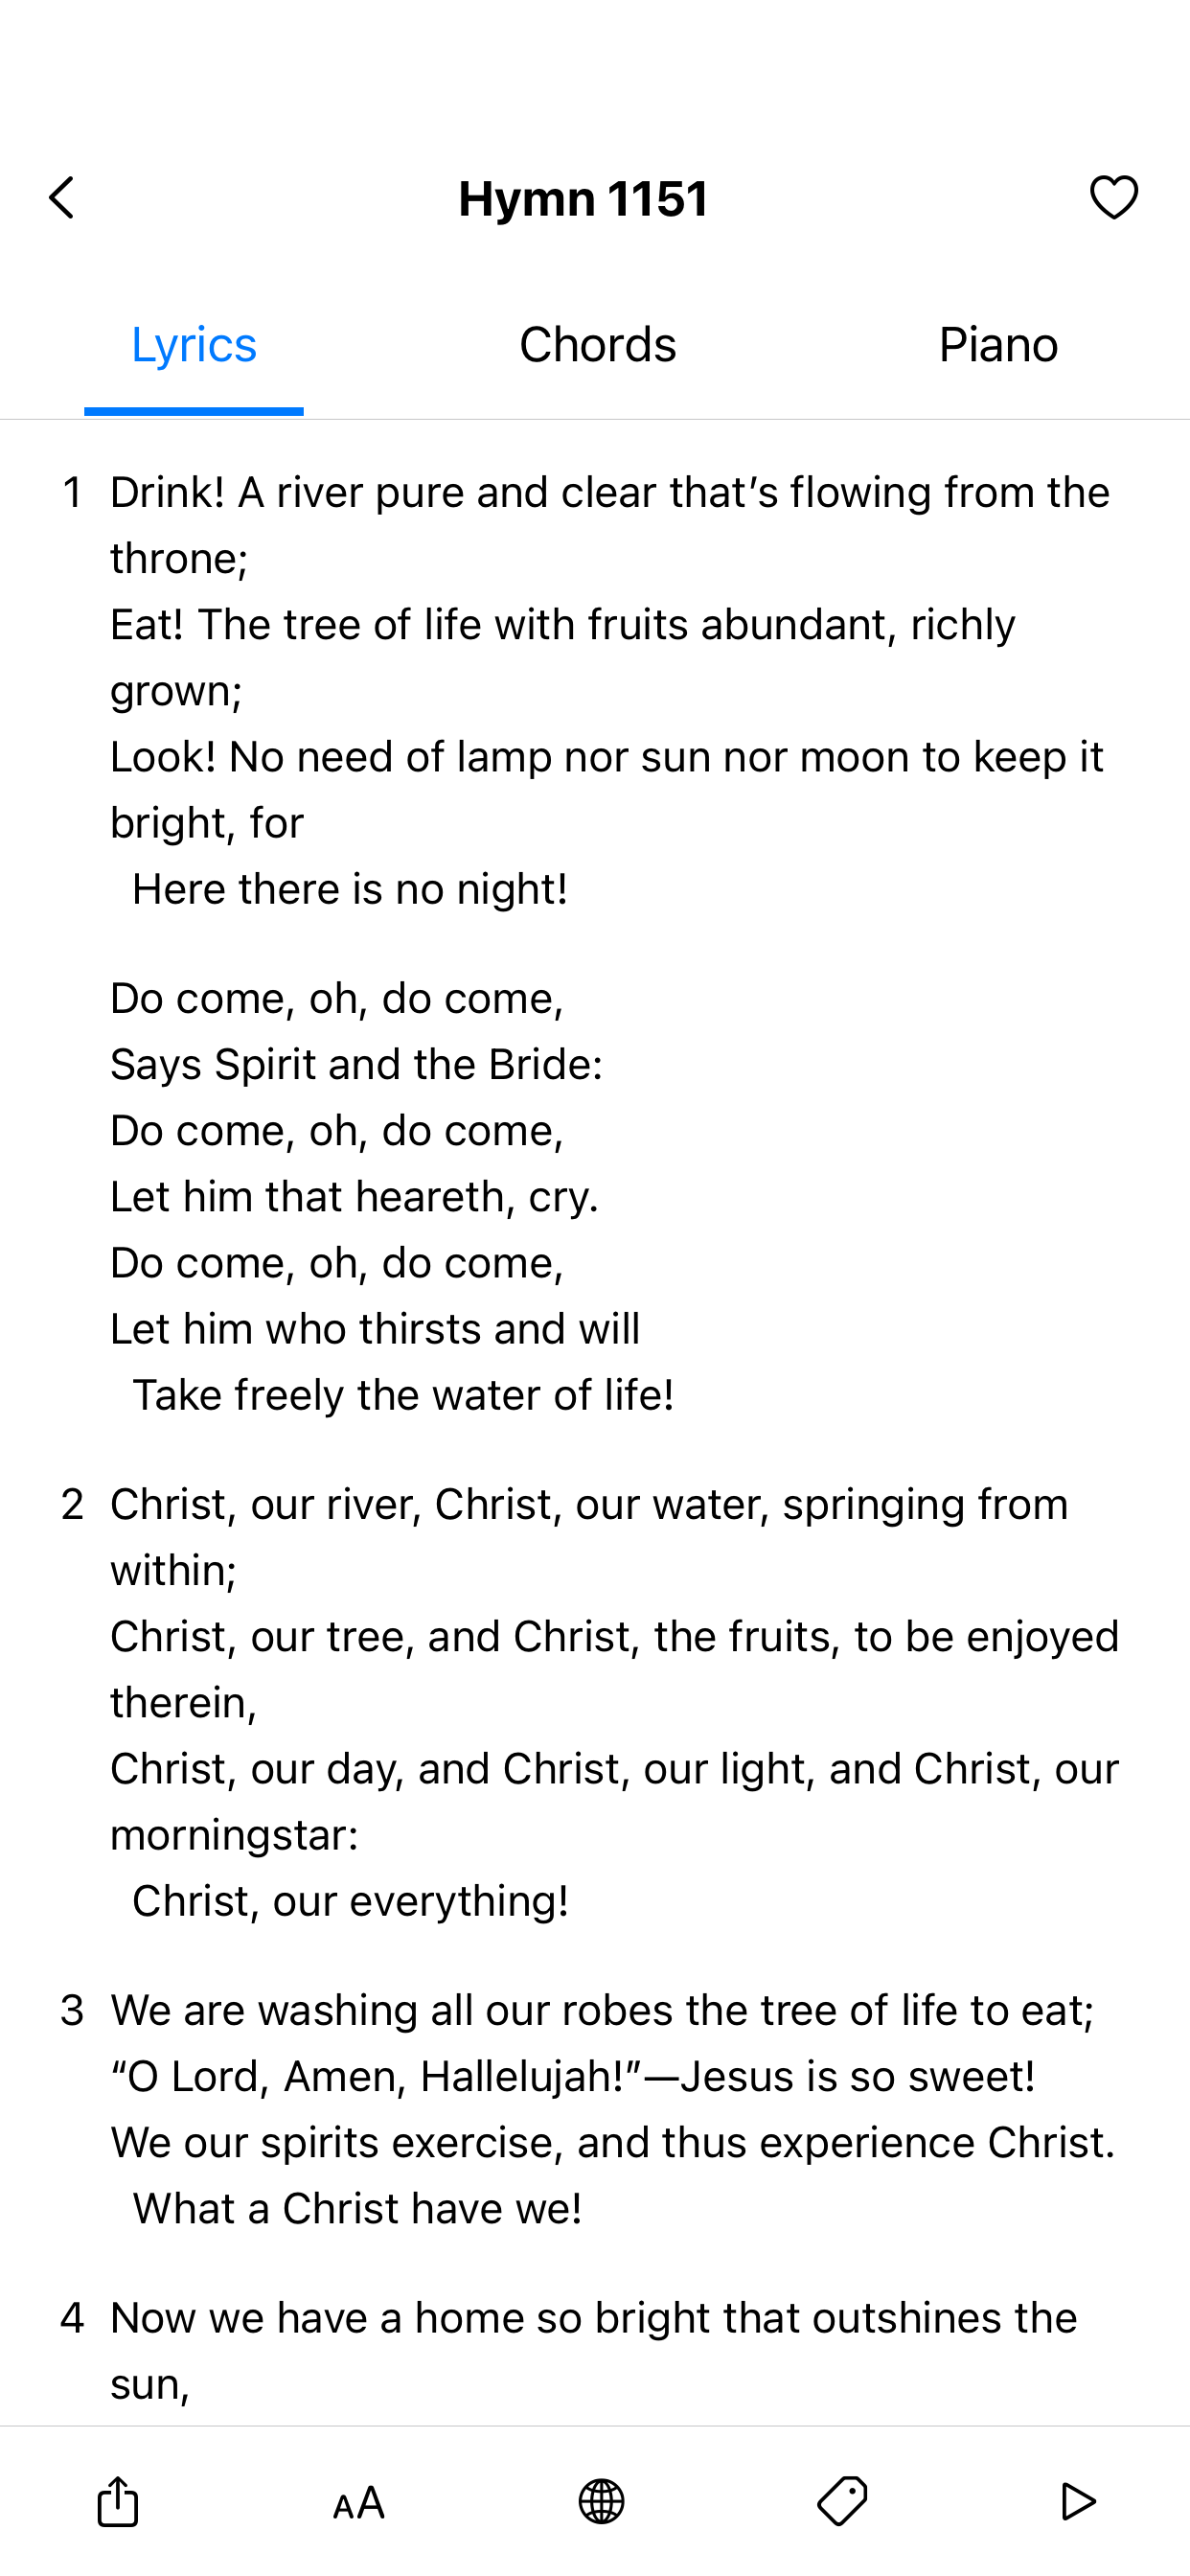 Hymn 1151
Lyrics
Chords
Piano
1 Drink! A river pure and clear that’s flowing from the
throne;
Eat! The tree of life with fruits abundant, richly
grown;
Look! No need of lamp nor sun nor moon to keep it
bright, for
Here there is no night!
Do come, oh, do come,
Says Spirit and the Bride:
Do come, oh, do come,
Let him that heareth, cry.
Do come, oh, do come,
Let him who thirsts and will
Take freely the water of life!
2 Christ, our river, Christ, our water, springing from
within;
Christ, our tree, and Christ, the fruits, to be enjoyed
therein,
Christ, our day, and Christ, our light, and Christ, our
morningstar:
Christ, our everything!
3 We are washing all our robes the tree of life to eat;
“O Lord, Amen, Hallelujah!”—Jesus is so sweet!
We our spirits exercise, and thus experience Christ.
What a Christ have we!
4 Now we have a home so bright that outshines the
sun,
AA